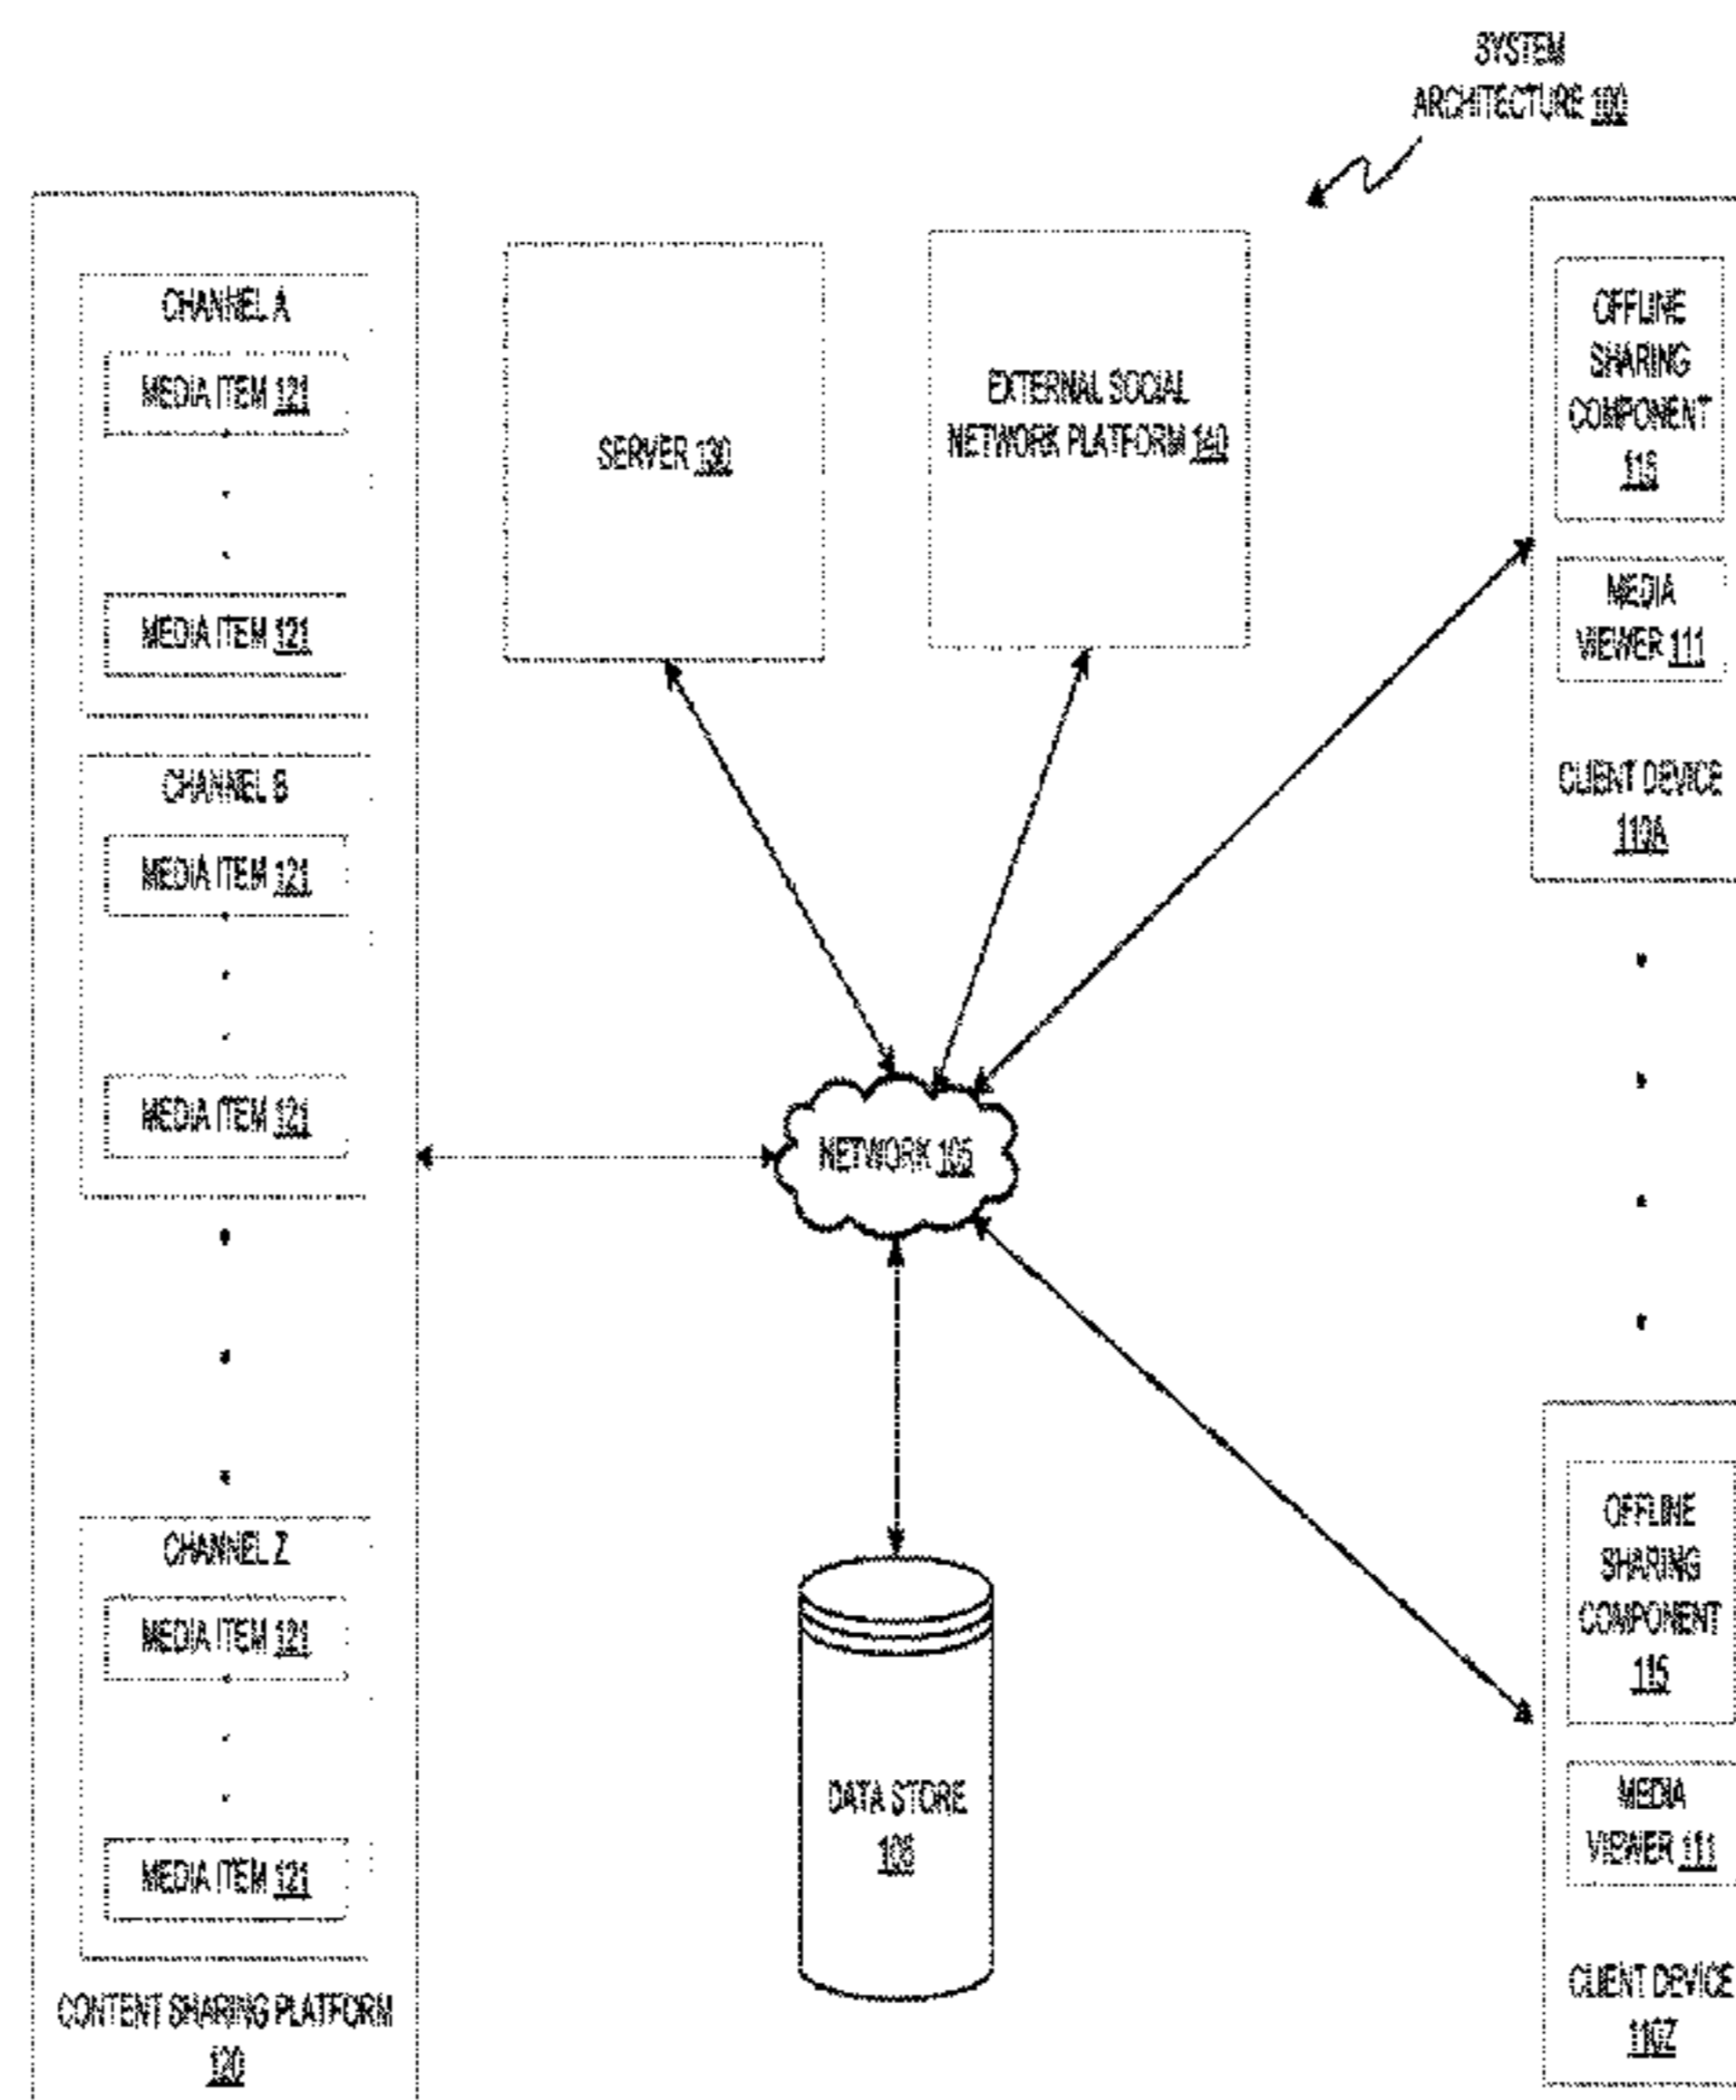 SYSTEM
ARCHITECTURE 100
CHANNEL A
MEDIA ITEM 121
MEDIA ITEM 121
CHANNEL B
MEDIA ITEM 121
MEDIA ITEM 121
CHANNEL Z
MEDIA ITEM 121
MEDIA ITEM 121
CONTENT SHARING PLATFORM
120
SERVER 130
EXTERNAL SOCIAL
NETWORK PLATFORM 140
NETWORK 105
DATA STORE
106
OFFLINE
SHARING
COMPONENT
115
MEDIA
VIEWER 111
CLIENT DEVICE
110A
OFFLINE
SHARING
COMPONENT
115
MEDIA
VIEWER 111
CLIENT DEVICE
110Z